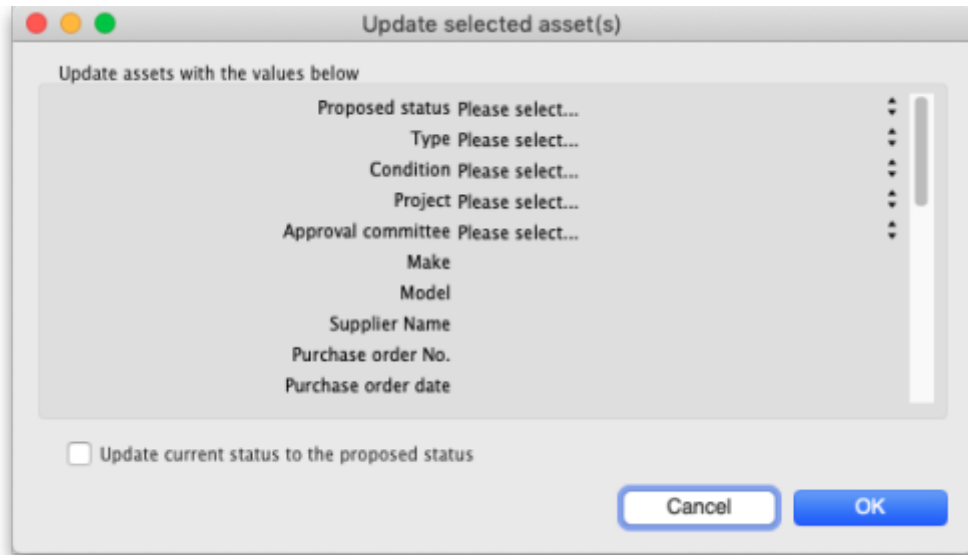 Update selected asset(s)
Update assets with the values below
Proposed status Please select...
Type Please select...
Condition Please select...
Project Please select...
Approval committee Please select...
Make
Model
Supplier Name
Purchase order No.
Purchase order date
Update current status to the proposed status
Cancel OK